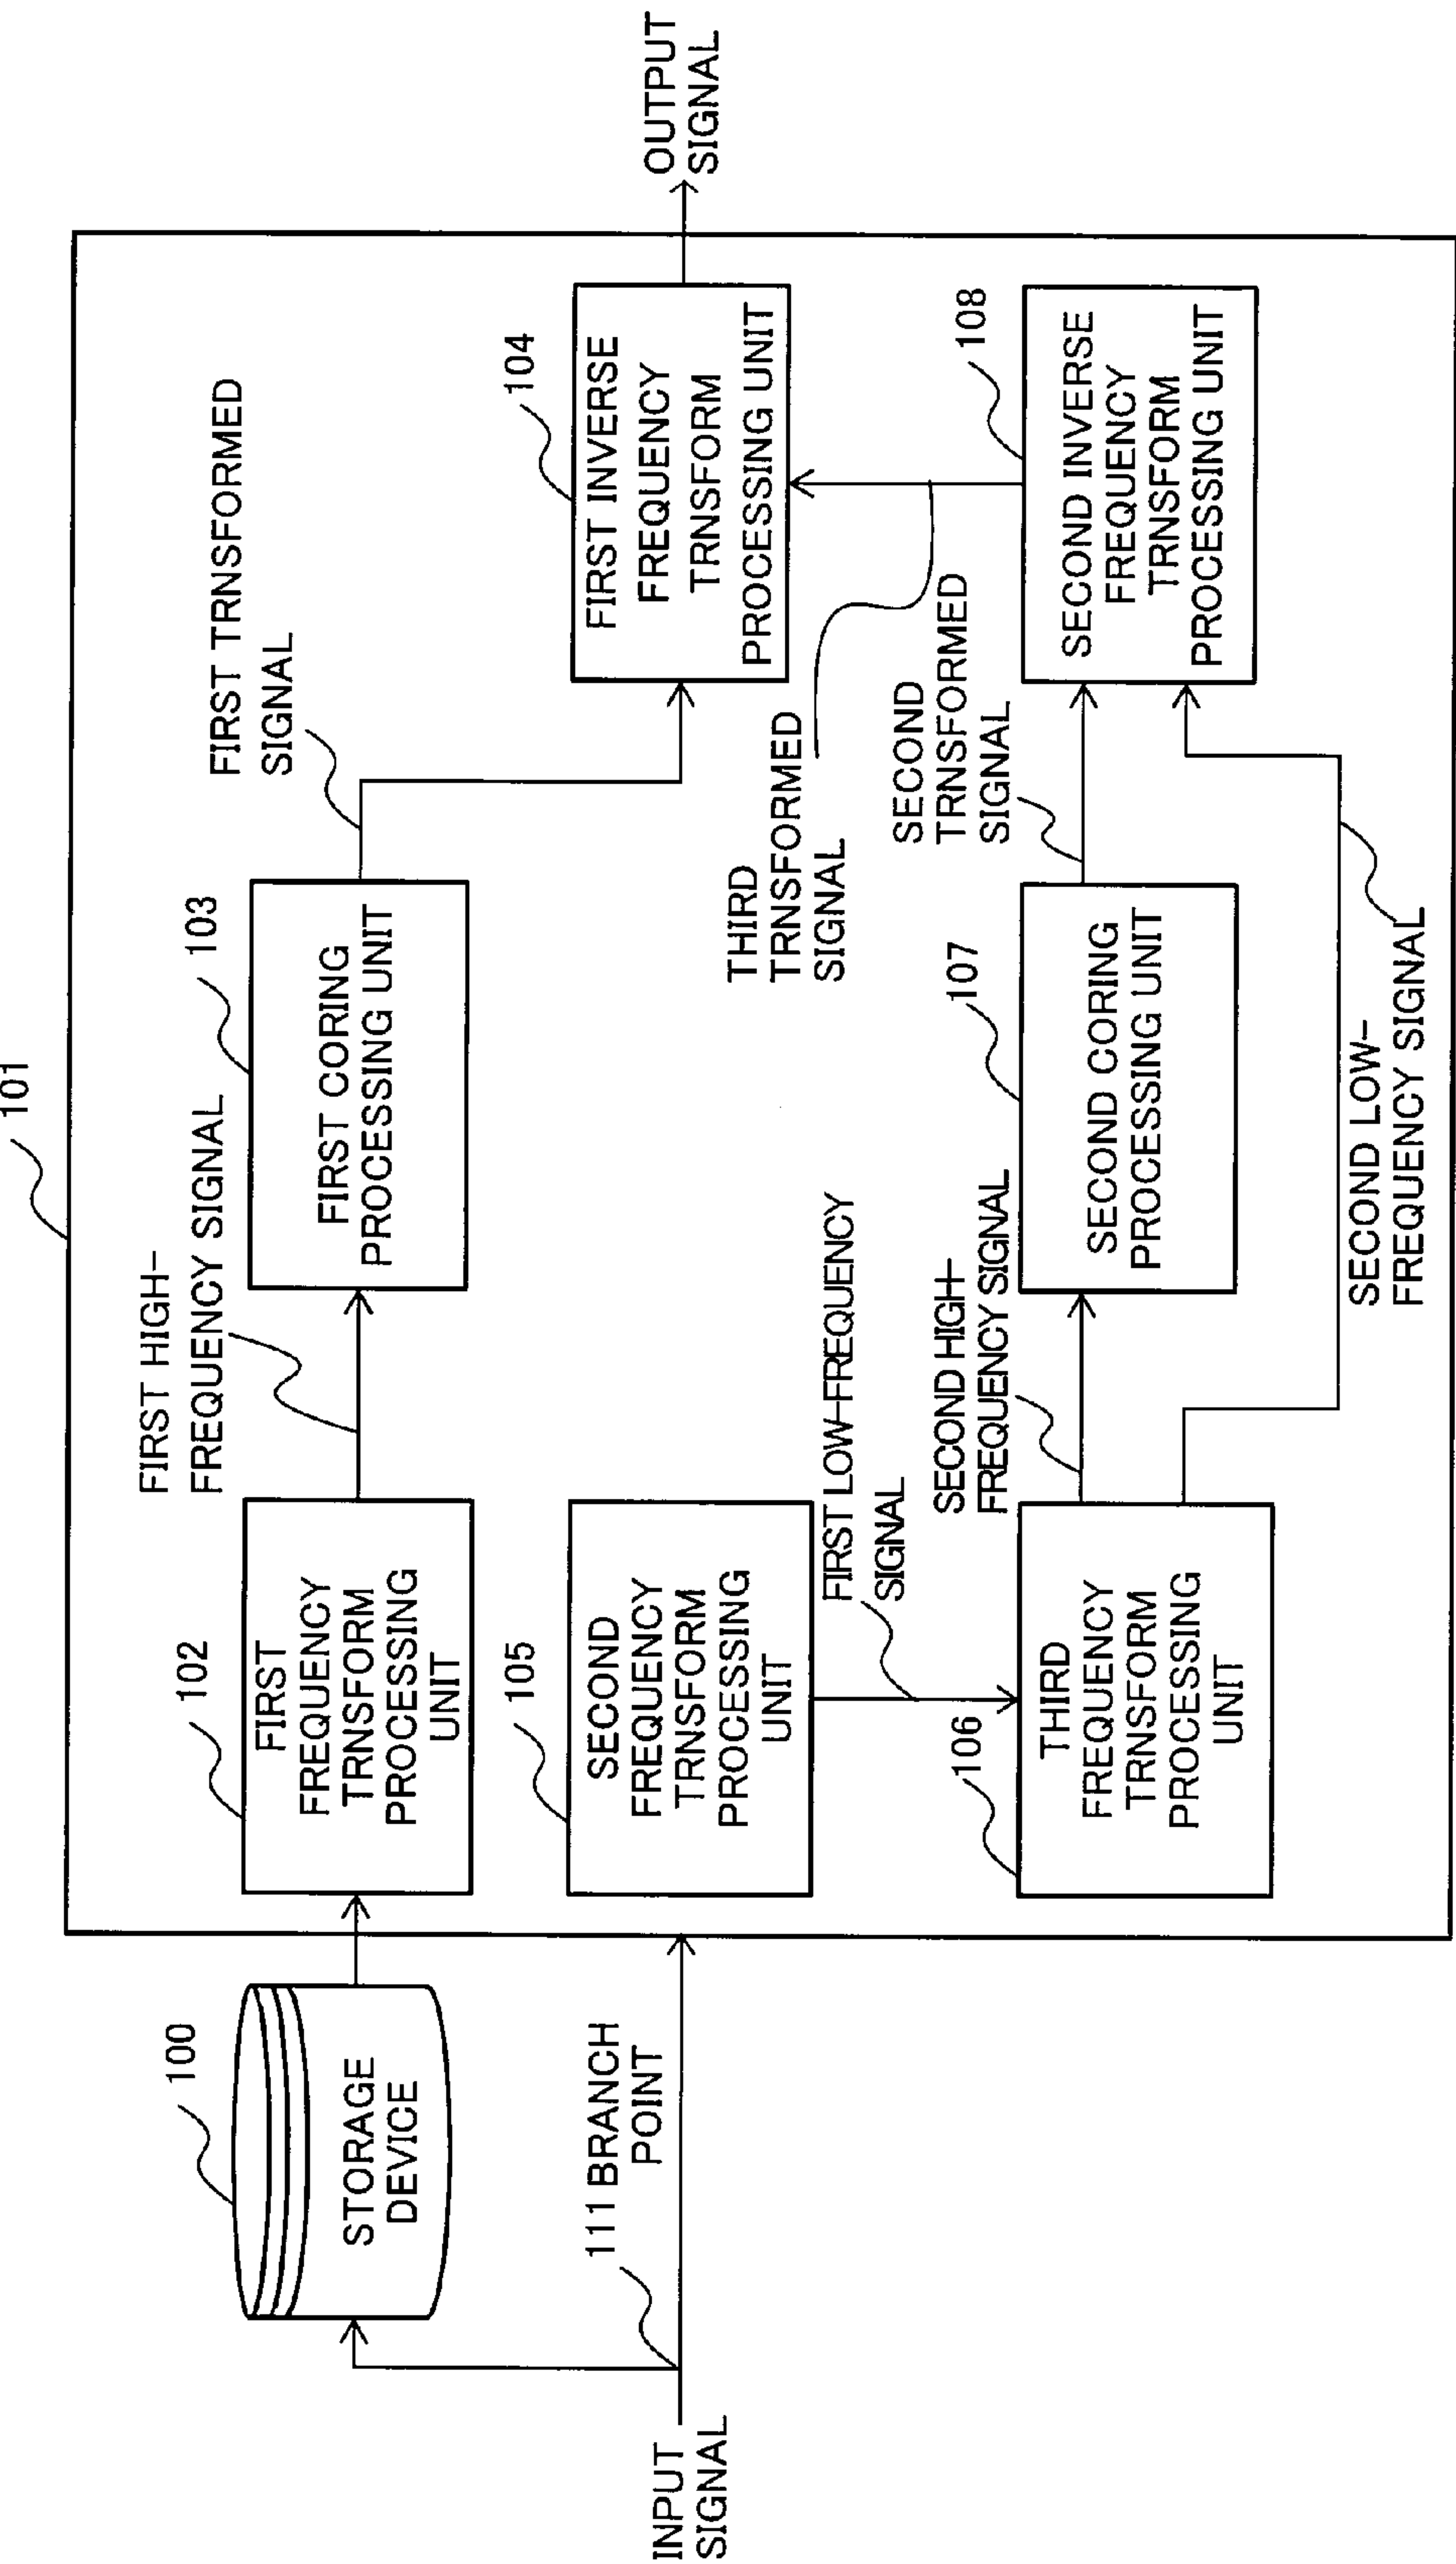 101
100
STORAGE
DEVICE
INPUT
SIGNAL
111 BRANCH
POINT
102
FIRST
FREQUENCY
TRNSFORM
PROCESSING
UNIT
FIRST HIGH-
FREQUENCY SIGNAL
103
FIRST CORING
PROCESSING UNIT
FIRST TRNSFORMED
SIGNAL
104
FIRST INVERSE
FREQUENCY
TRNSFORM
PROCESSING UNIT
OUTPUT
SIGNAL
105
SECOND
FREQUENCY
TRNSFORM
PROCESSING
UNIT
FIRST LOW-FREQUENCY
SIGNAL
106
THIRD
FREQUENCY
TRNSFORM
PROCESSING
UNIT
SECOND HIGH-
FREQUENCY SIGNAL
107
SECOND CORING
PROCESSING UNIT
THIRD
TRNSFORMED
SIGNAL
SECOND
TRNSFORMED
SIGNAL
108
SECOND INVERSE
FREQUENCY
TRNSFORM
PROCESSING UNIT
SECOND LOW-
FREQUENCY SIGNAL